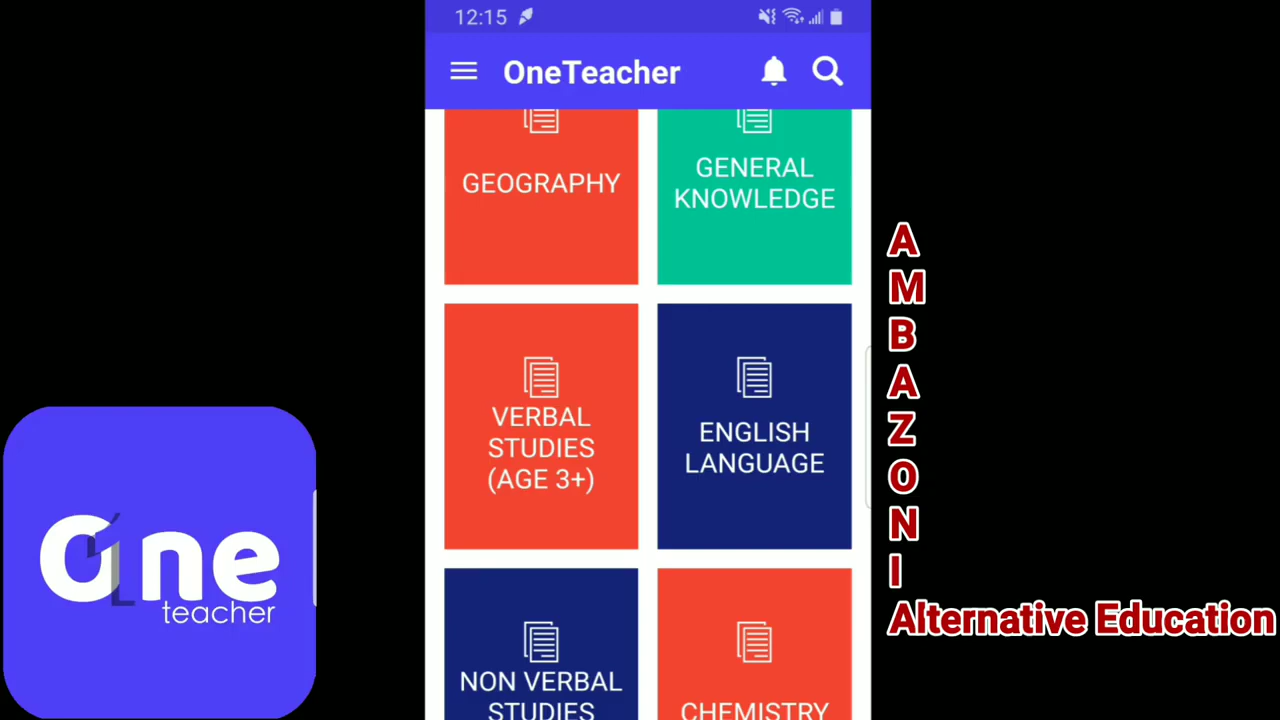 12:15
OneTeacher
GEOGRAPHY
GENERAL
KNOWLEDGE
VERBAL
STUDIES
(AGE 3+)
ENGLISH
LANGUAGE
NON VERBAL
STUDIES
CHEMISTRY
One
teacher
A
M
B
A
Z
O
N
I
Alternative Education